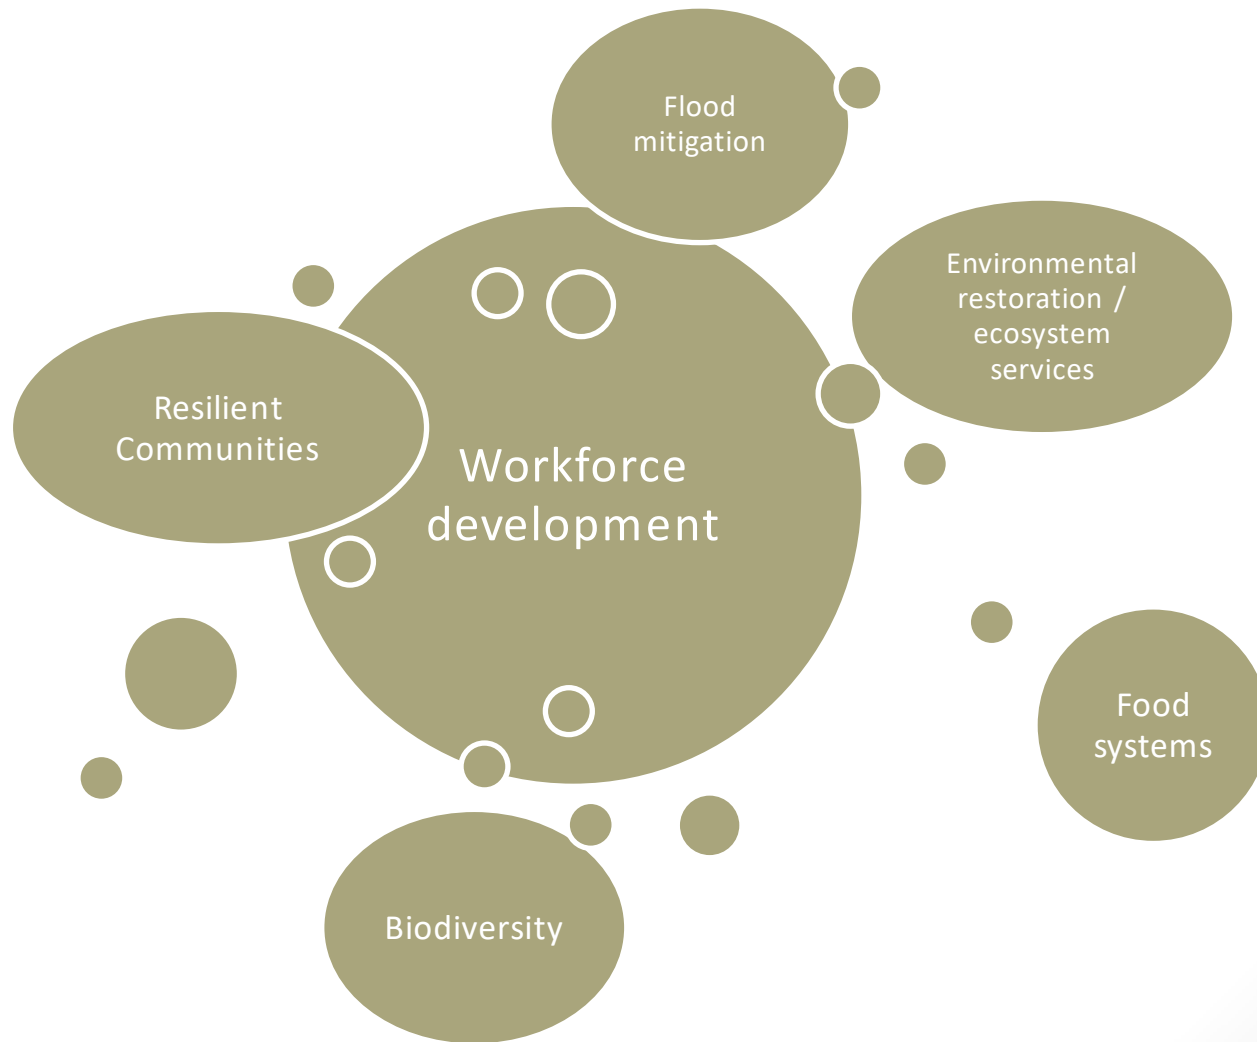 Flood
mitigation
Environmental
restoration /
ecosystem
services
Resilient
Communities
Workforce
development
Food
systems
Biodiversity